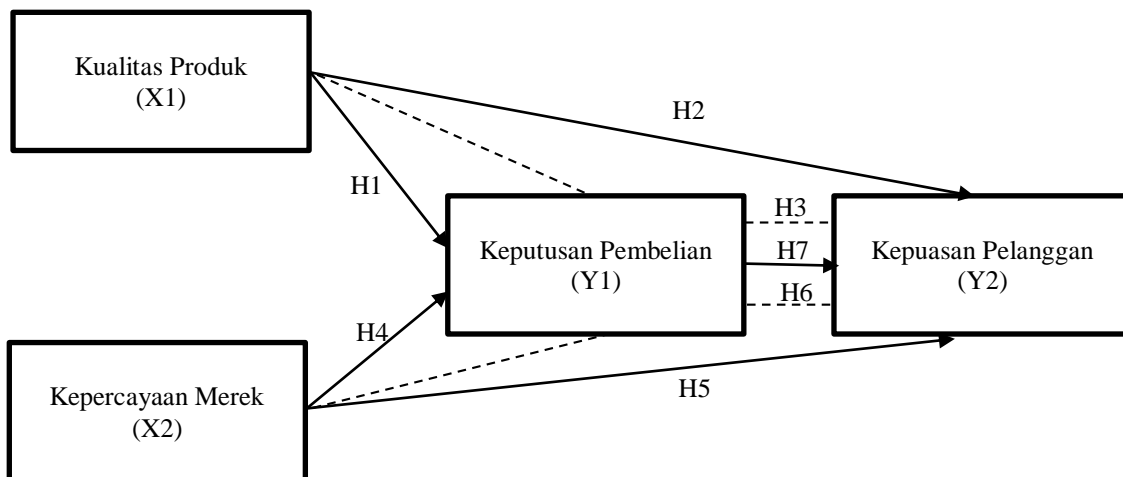 Kualitas Produk
(X1)
H2
H1
H3
Keputusan Pembelian
(Y1)
H7
Kepuasan Pelanggan
(Y2)
H6
H4
H5
Kepercayaan Merek
(X2)